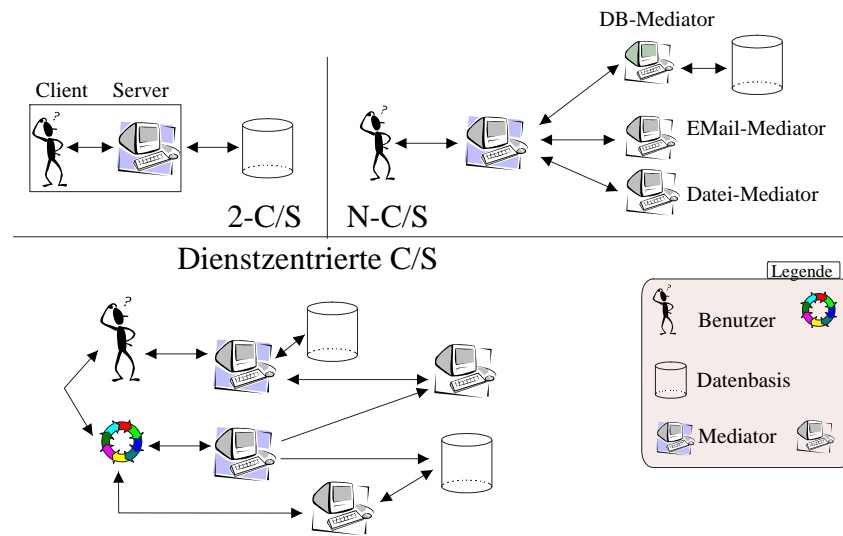 DB-Mediator
Client Server
EMail-Mediator
Datei-Mediator
2-C/S
N-C/S
Dienstzentrierte C/S
Legende
Benutzer
Datenbasis
Mediator